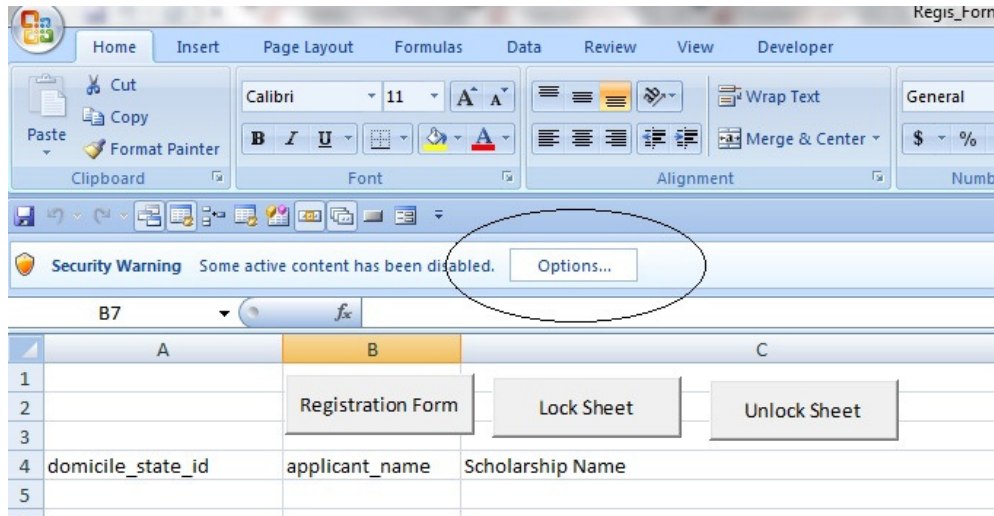 Regis_Forn
Home Insert Page Layout Formulas Data Review View Developer
Cut
Calibri 11 A A Wrap Text General
Copy
Paste
Format Painter B I U A Merge & Center $ %
Clipboard Font Alignment Numb
Security Warning Some active content has been disabled. Options...
B7 fx
A B C
1
2 Registration Form Lock Sheet Unlock Sheet
3
4 domicile_state_id applicant_name Scholarship Name
5